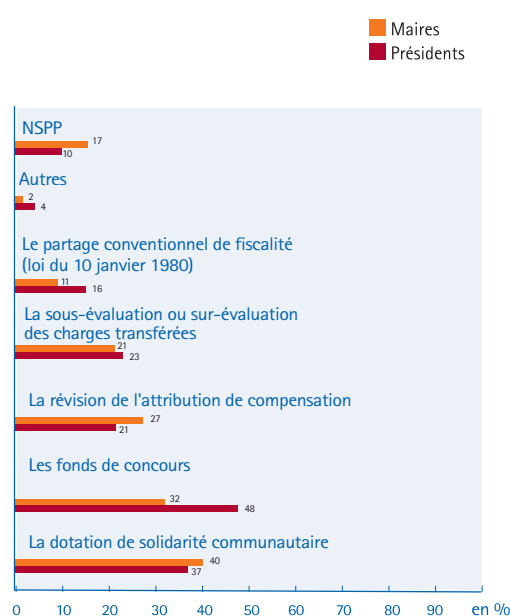 Maires
Présidents
NSPP
17
10
Autres
2
4
Le partage conventionnel de fiscalité
(loi du 10 janvier 1980)
11
16
La sous-évaluation ou sur-évaluation
des charges transférées
21
23
La révision de l'attribution de compensation
27
21
Les fonds de concours
32
48
La dotation de solidarité communautaire
40
37
0 10 20 30 40 50 60 70 80 90 en %